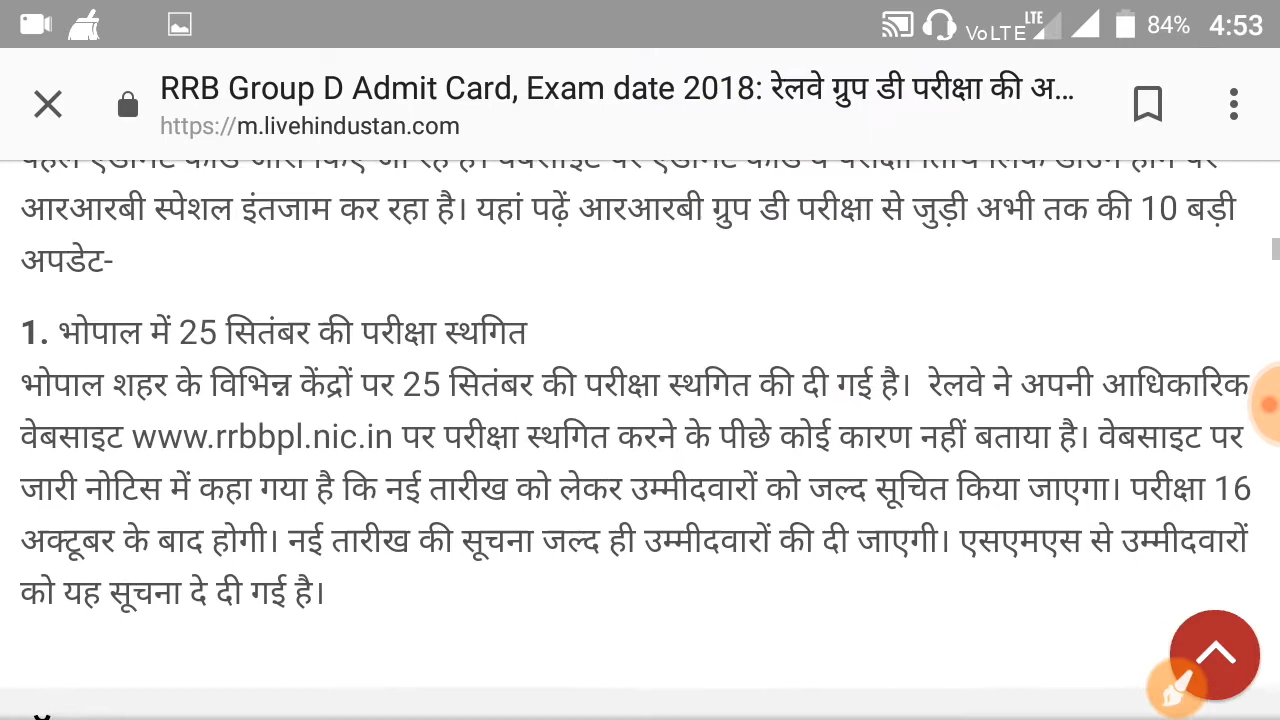 VoLTE LTE 84% 4:53
RRB Group D Admit Card, Exam date 2018: रेलवे ग्रुप डी परीक्षा की अ...
https://m.livehindustan.com
आरआरबी स्पेशल इंतजाम कर रहा है। यहां पढ़ें आरआरबी ग्रुप डी परीक्षा से जुड़ी अभी तक की 10 बड़ी
अपडेट-
1. भोपाल में 25 सितंबर की परीक्षा स्थगित
भोपाल शहर के विभिन्न केंद्रों पर 25 सितंबर की परीक्षा स्थगित की दी गई है। रेलवे ने अपनी आधिकारिक
वेबसाइट www.rrbbpl.nic.in पर परीक्षा स्थगित करने के पीछे कोई कारण नहीं बताया है। वेबसाइट पर
जारी नोटिस में कहा गया है कि नई तारीख को लेकर उम्मीदवारों को जल्द सूचित किया जाएगा। परीक्षा 16
अक्टूबर के बाद होगी। नई तारीख की सूचना जल्द ही उम्मीदवारों की दी जाएगी। एसएमएस से उम्मीदवारों
को यह सूचना दे दी गई है।